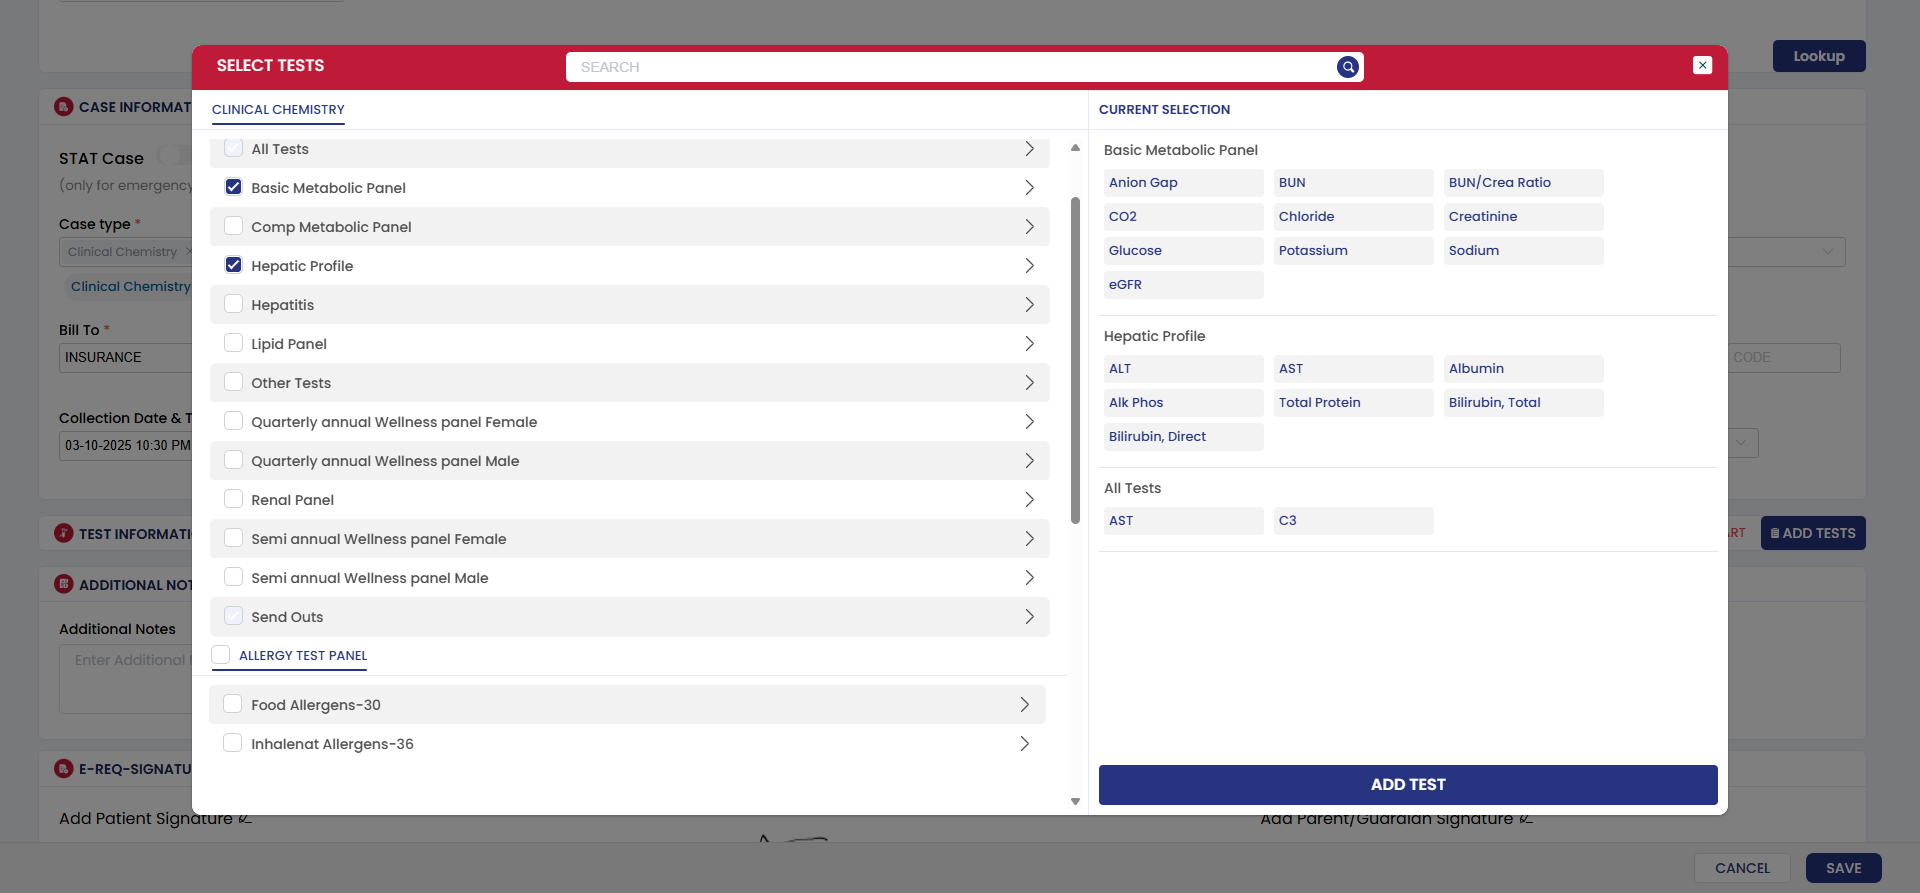 Lookup
SELECT TESTS
SEARCH
CASE INFORMAT
CLINICAL CHEMISTRY
CURRENT SELECTION
STAT Case
(only for emergency
Case type *
Clinical Chemistry ×
Clinical Chemistry
Bill To *
INSURANCE
CODE
Collection Date & T
03-10-2025 10:30 PM
TEST INFORMATI
ART
ADD TESTS
ADDITIONAL NOT
Additional Notes
Enter Additional
E-REQ-SIGNATU
Add Patient Signature
Add Parent/Guardian Signature
All Tests
Basic Metabolic Panel
Comp Metabolic Panel
Hepatic Profile
Hepatitis
Lipid Panel
Other Tests
Quarterly annual Wellness panel Female
Quarterly annual Wellness panel Male
Renal Panel
Semi annual Wellness panel Female
Semi annual Wellness panel Male
Send Outs
ALLERGY TEST PANEL
Food Allergens-30
Inhalenat Allergens-36
Basic Metabolic Panel
Anion Gap BUN BUN/Crea Ratio
CO2 Chloride Creatinine
Glucose Potassium Sodium
eGFR
Hepatic Profile
ALT AST Albumin
Alk Phos Total Protein Bilirubin, Total
Bilirubin, Direct
All Tests
AST C3
ADD TEST
CANCEL
SAVE